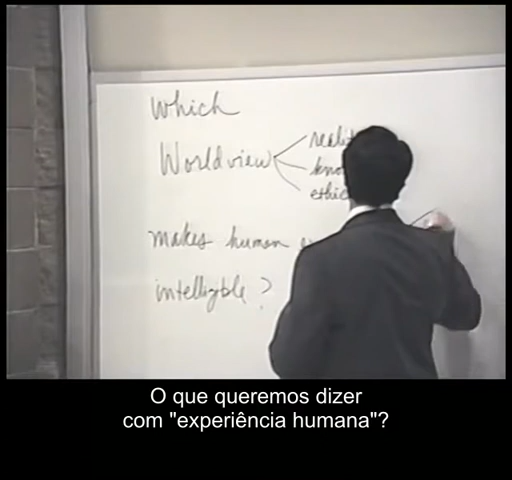 which
Worldview
makes human
intelligible?
O que queremos dizer
com "experiência humana"?